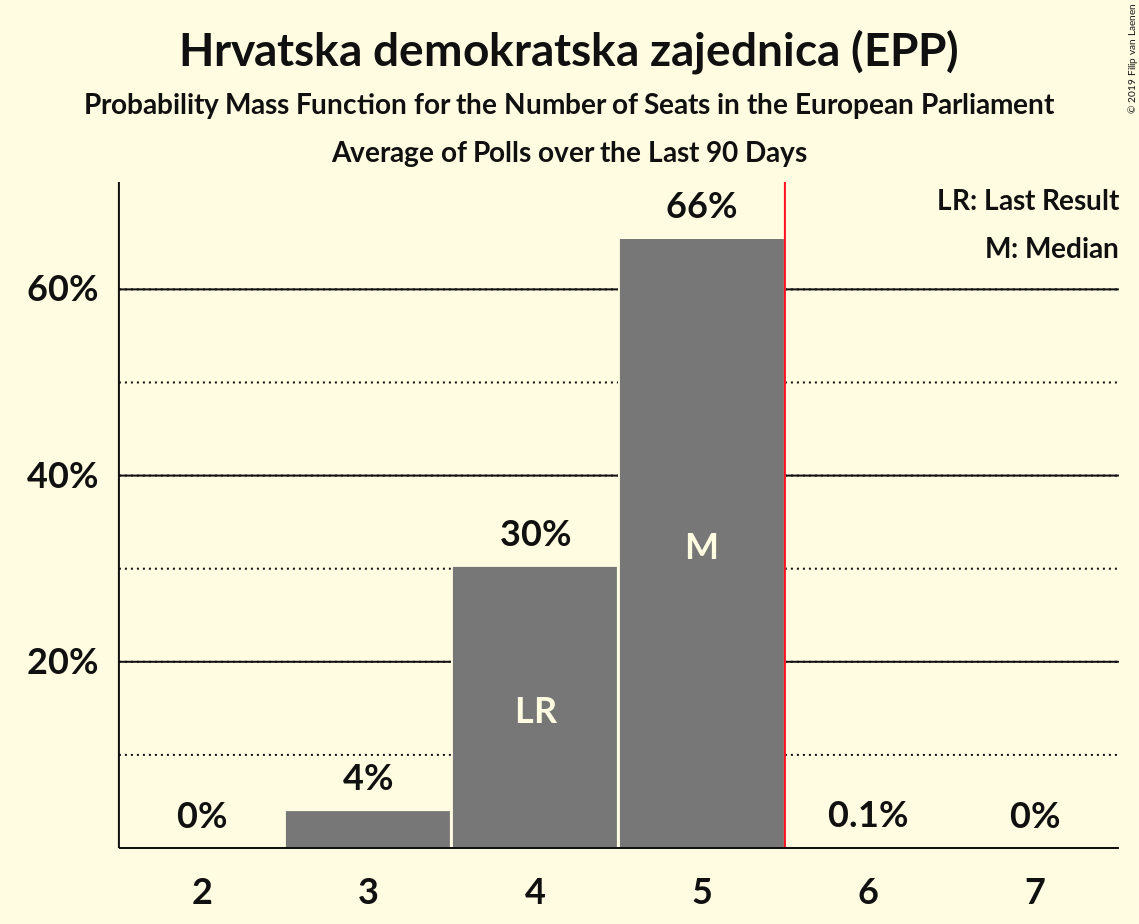 Hrvatska demokratska zajednica (EPP)
Probability Mass Function for the Number of Seats in the European Parliament
Average of Polls over the Last 90 Days
© 2019 Filip van Laenen
LR: Last Result
M: Median
66%
60%
40%
30%
M
20%
LR
4%
0%
0.1%
0%
2 3 4 5 6 7